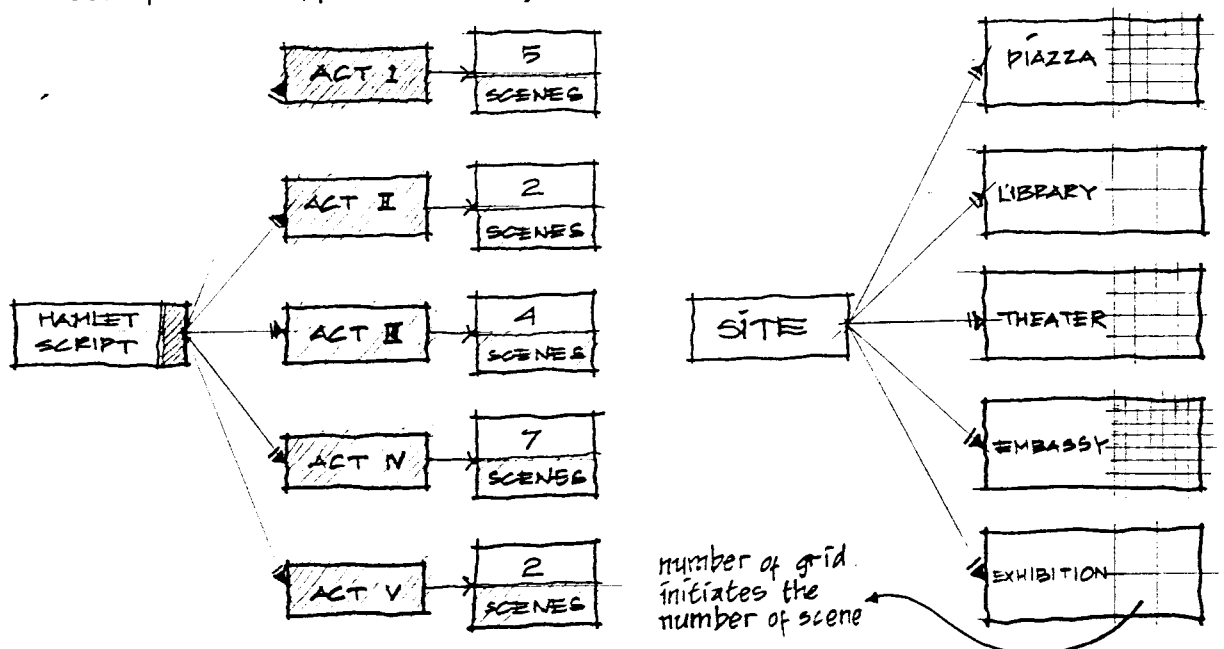 HAMLET
SCRIPT
ACT I
5
SCENES
ACT II
2
SCENES
ACT III
4
SCENES
ACT IV
7
SCENES
ACT V
2
SCENES
SITE
PIAZZA
LIBRARY
THEATER
EMBASSY
EXHIBITION
number of grid
initiates the
number of scene